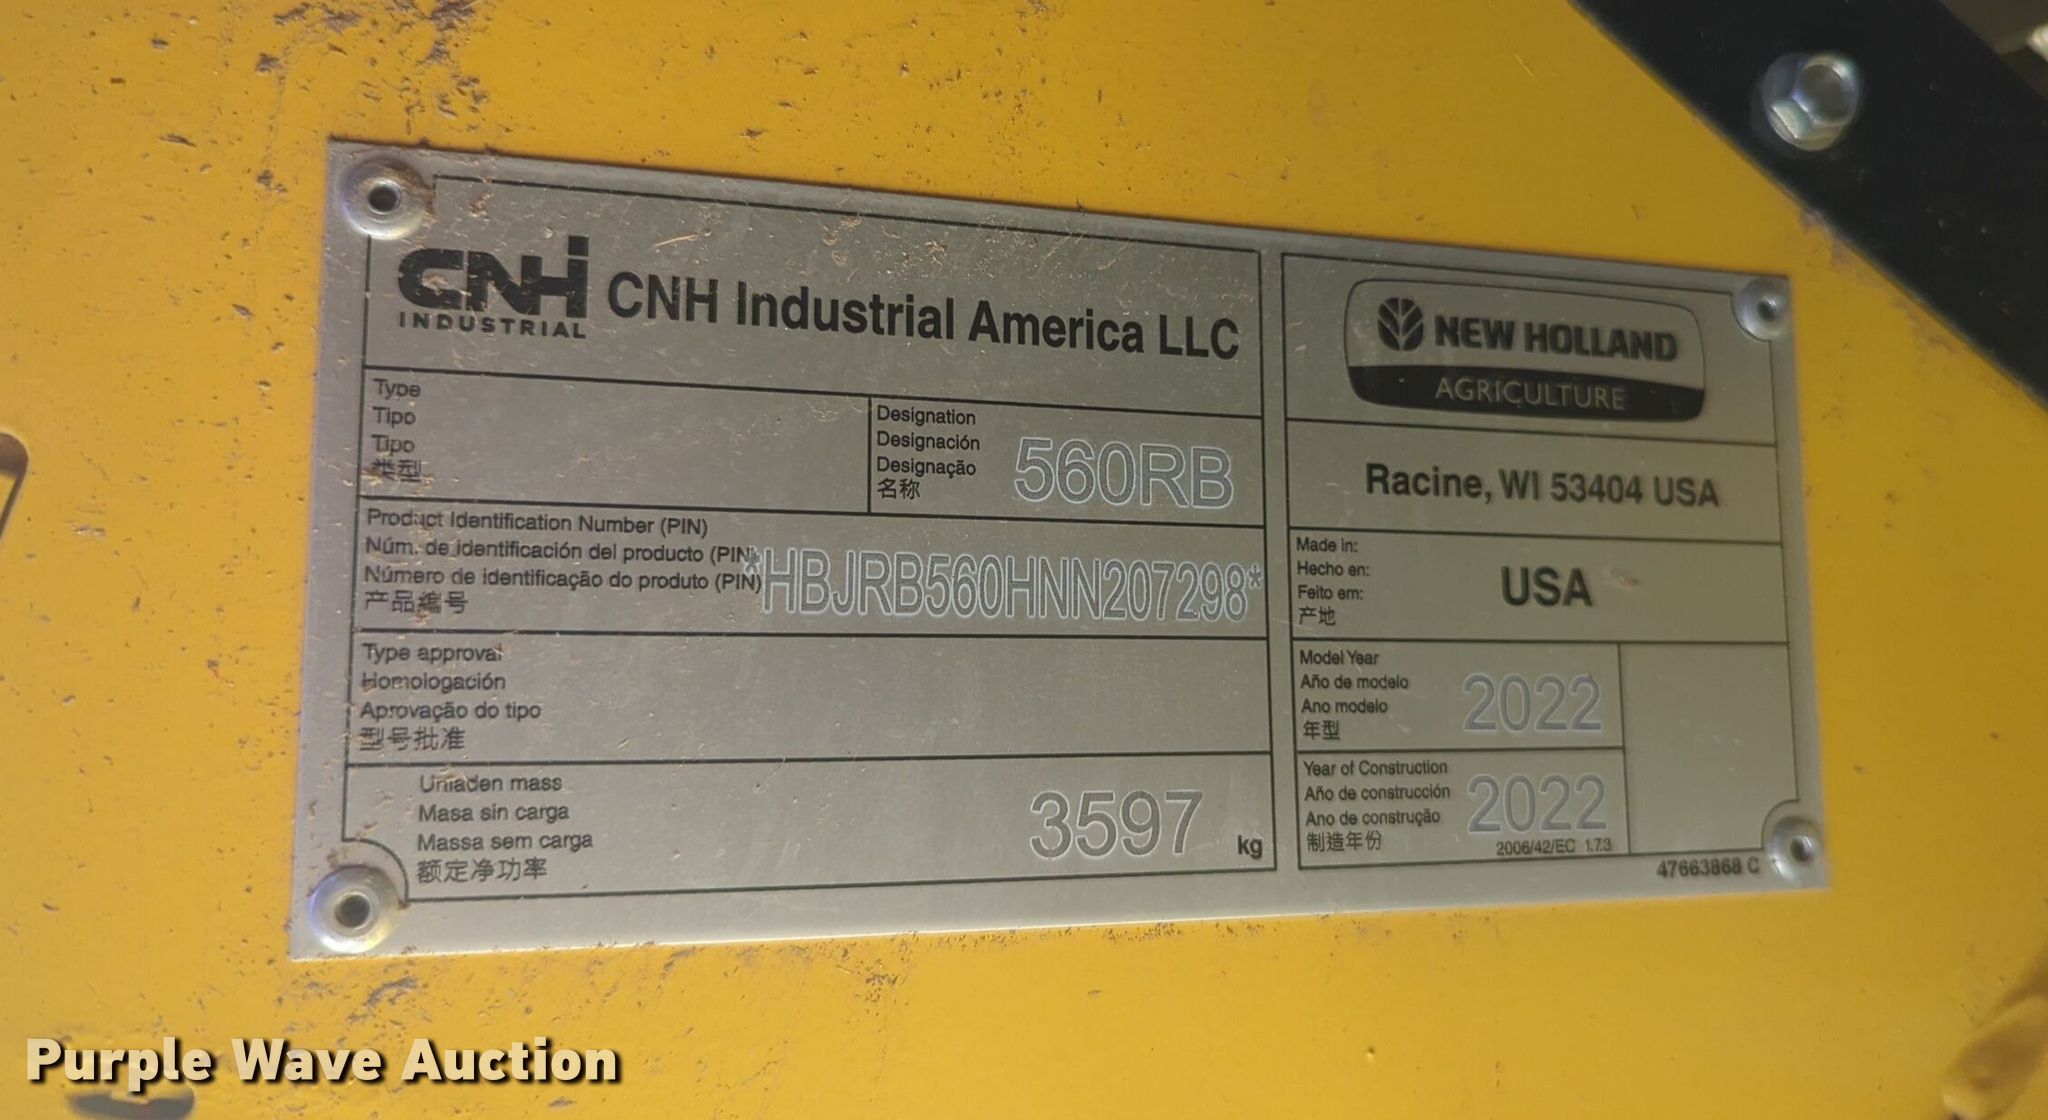 CNH
INDUSTRIAL
CNH Industrial America LLC
Type
Tipo
Tipo
类型
Designation
Designación
Designação
名称
560RB
Product Identification Number (PIN)
Núm. de identificación del producto (PIN)
Número de identificação do produto (PIN)
产品编号
*HBJRB560HNN207298*
Type approval
Homologación
Aprovação do tipo
型号批准
Unladen mass
Masa sin carga
Massa sem carga
额定净功率
3597 kg
NEW HOLLAND
AGRICULTURE
Racine, WI 53404 USA
Made in:
Hecho en:
Feito em:
产地
USA
Model Year
Año de modelo
Ano modelo
年型
2022
Year of Construction
Año de construcción
Ano de construção
制造年份
2022
2006/42/EC 1.7.3
47663868 C
Purple Wave Auction